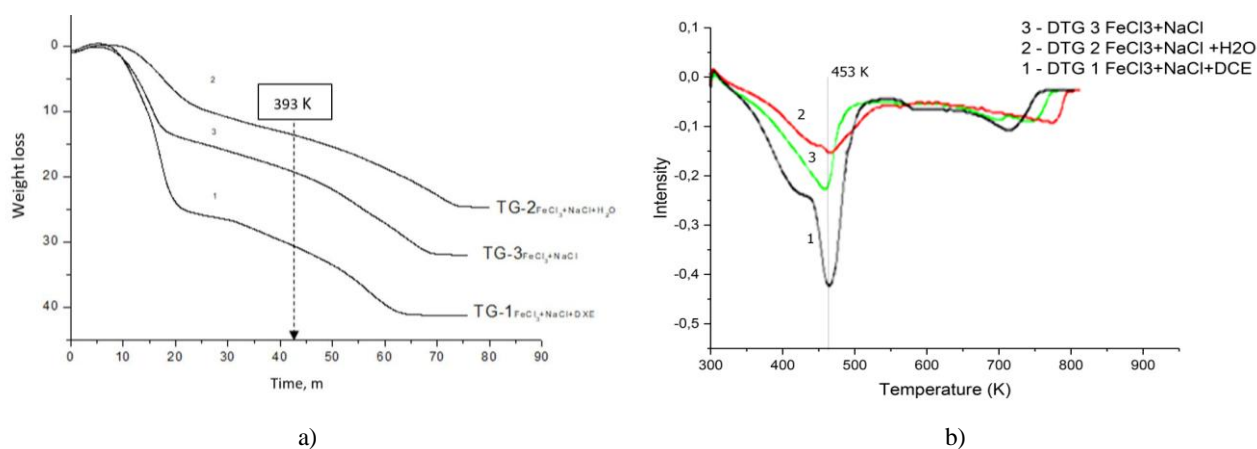 Weight loss
0
10
20
30
40
2
3
1
393 K
TG-2FeCl3+NaCl+H2O
TG-3FeCl3+NaCl
TG-1FeCl3+NaCl+DXE
0 10 20 30 40 50 60 70 80 90
Time, m
a)
Intensity
0,1
0,0
-0,1
-0,2
-0,3
-0,4
-0,5
3 - DTG 3 FeCl3+NaCl
2 - DTG 2 FeCl3+NaCl +H2O
1 - DTG 1 FeCl3+NaCl+DCE
453 K
2
3
1
300 400 500 600 700 800 900
Temperature (K)
b)